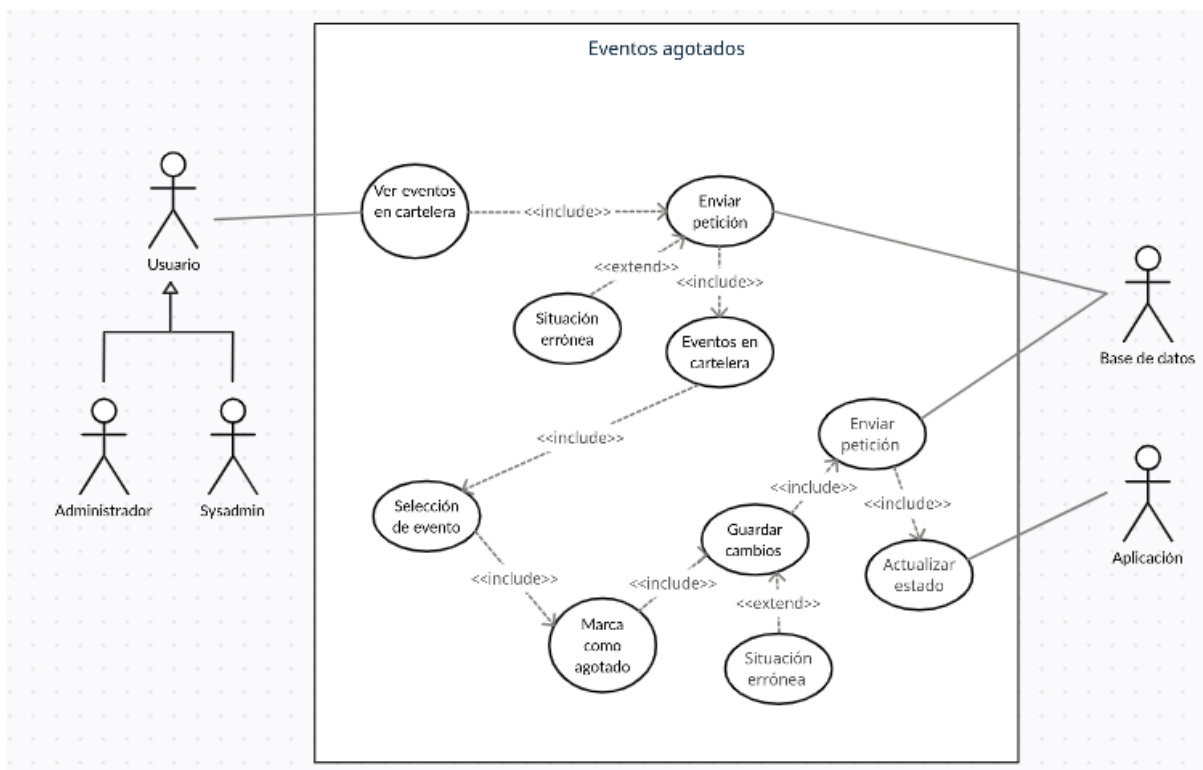 Eventos agotados
Ver eventos
en cartelera
<<include>>
Enviar
petición
Usuario
<<extend>>
<<include>>
Situación
errónea
Eventos en
cartelera
Base de datos
<<include>>
Enviar
petición
Administrador
Sysadmin
Selección
de evento
<<include>>
<<include>>
Guardar
cambios
Aplicación
<<include>>
<<include>>
Actualizar
estado
<<extend>>
Marca
como
agotado
Situación
errónea